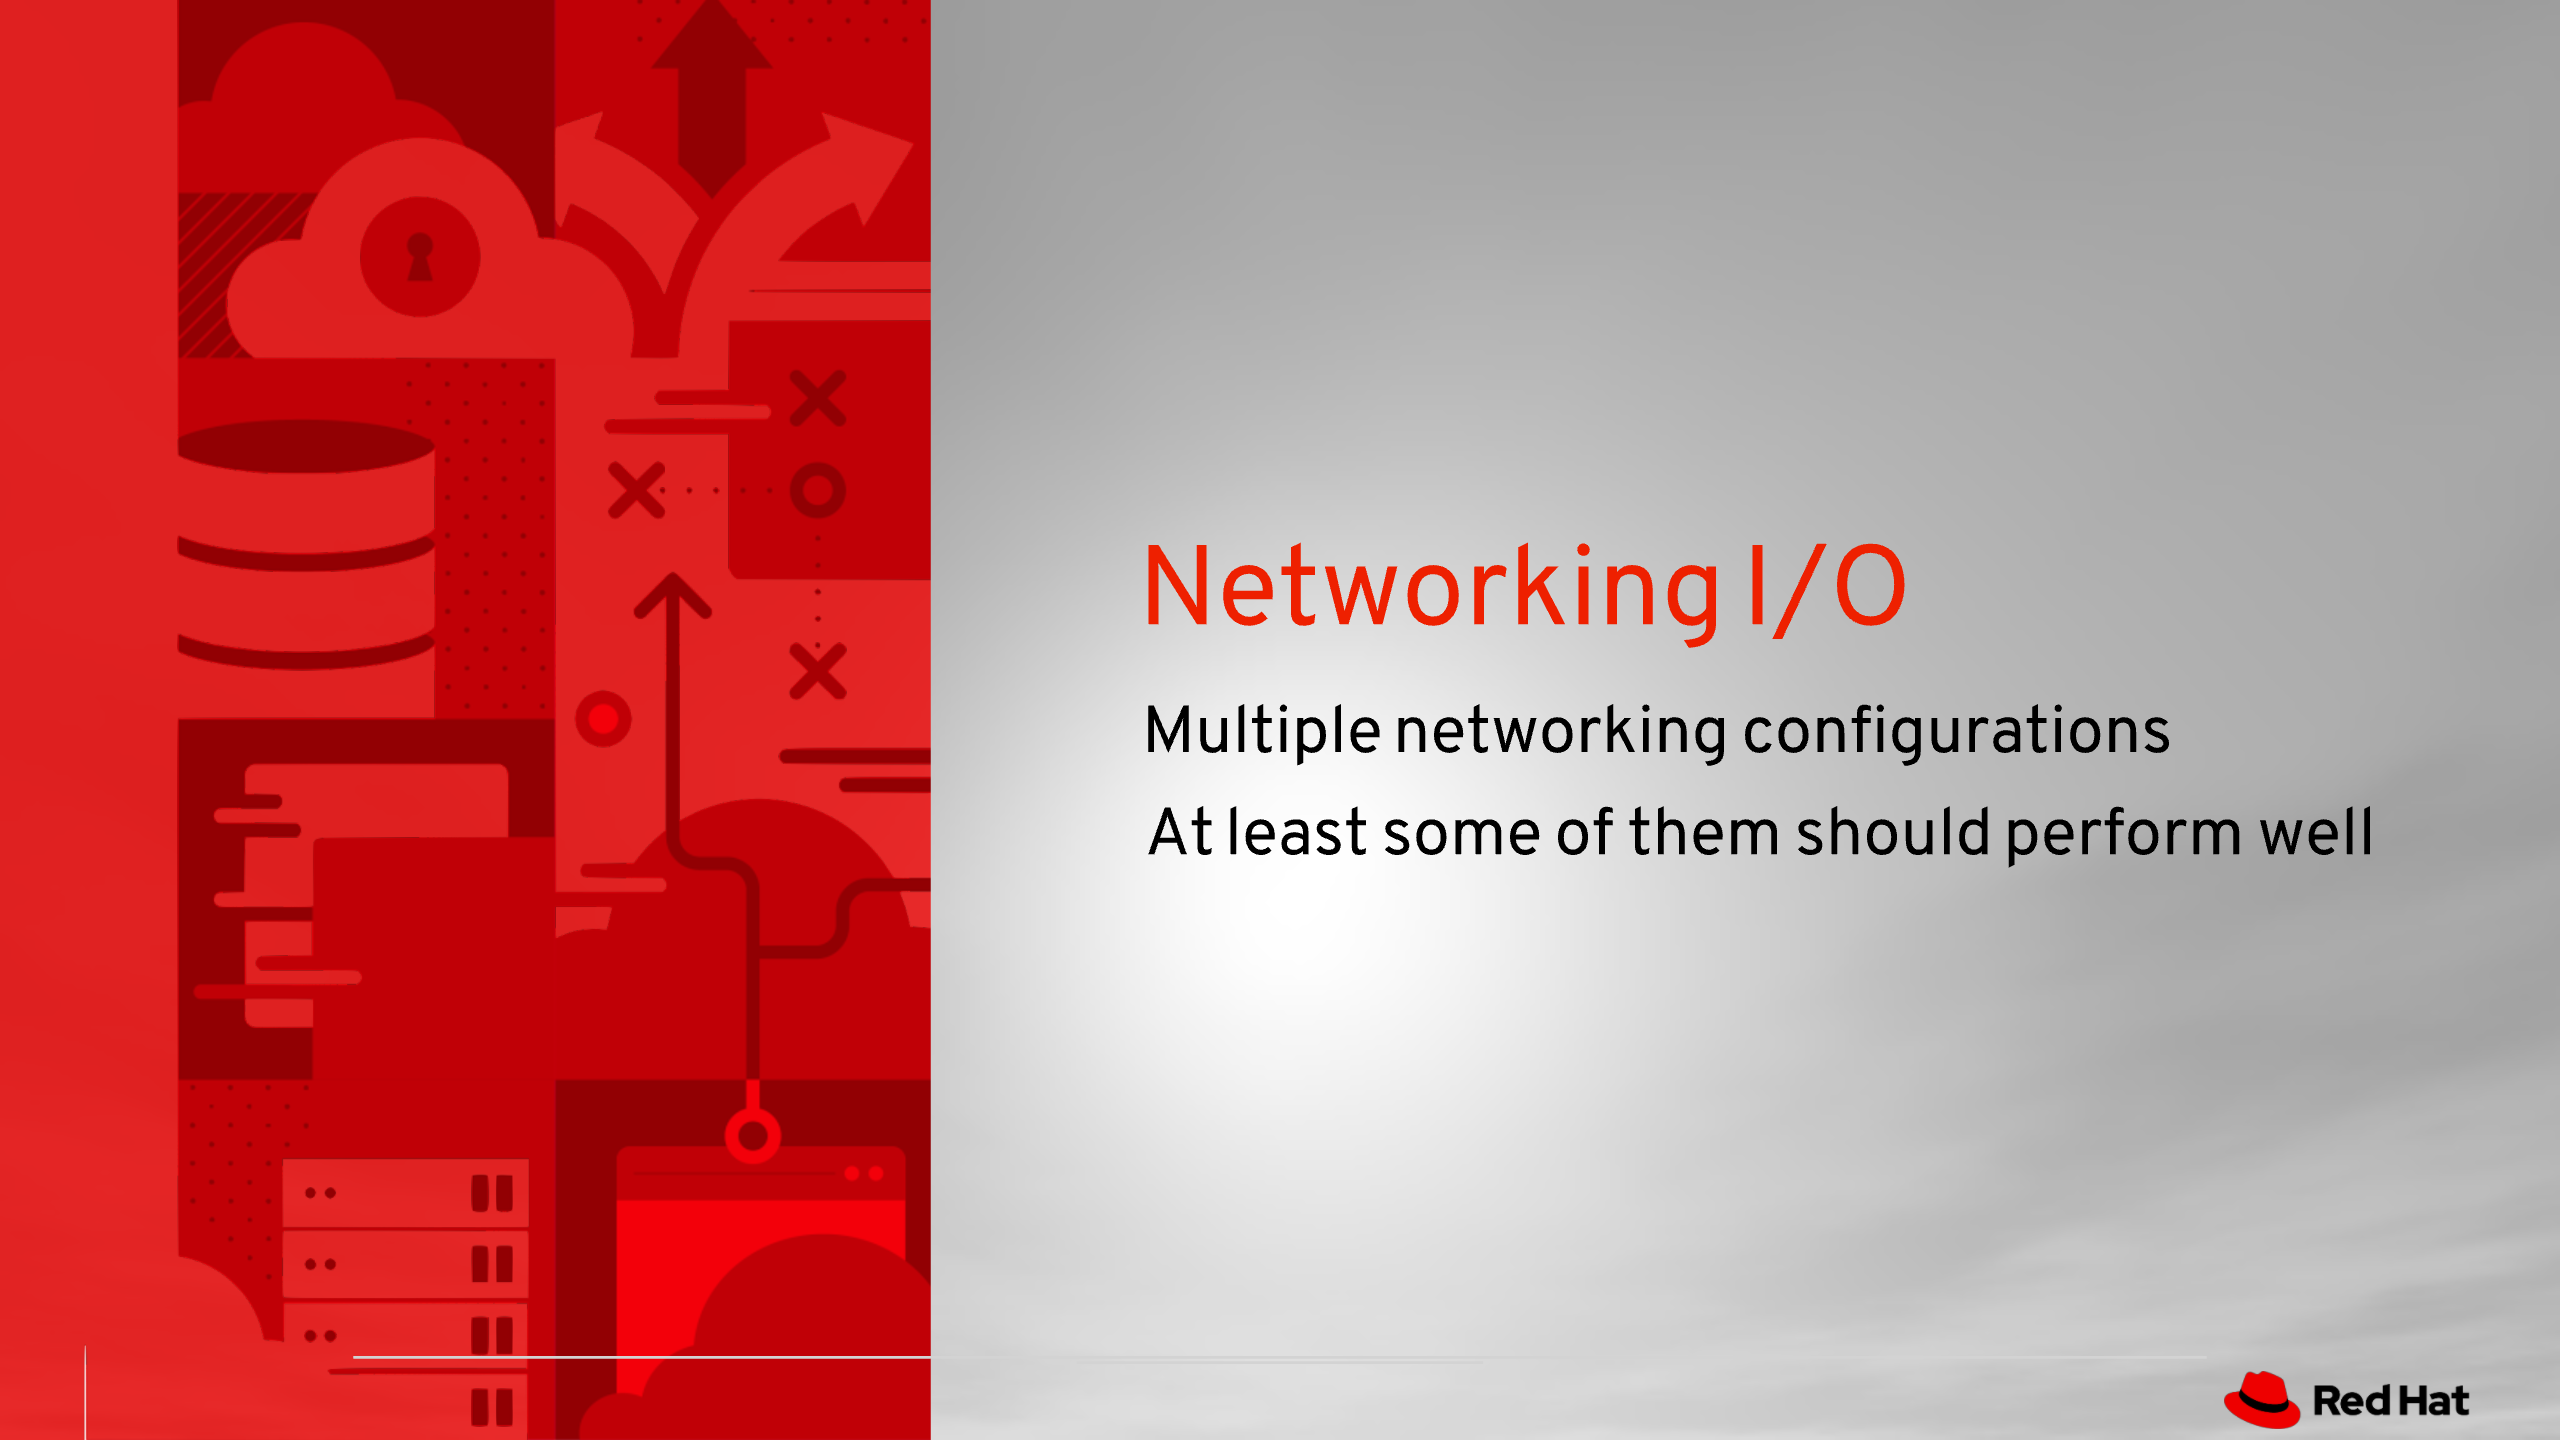 Networking I/O
Multiple networking configurations
At least some of them should perform well
Red Hat